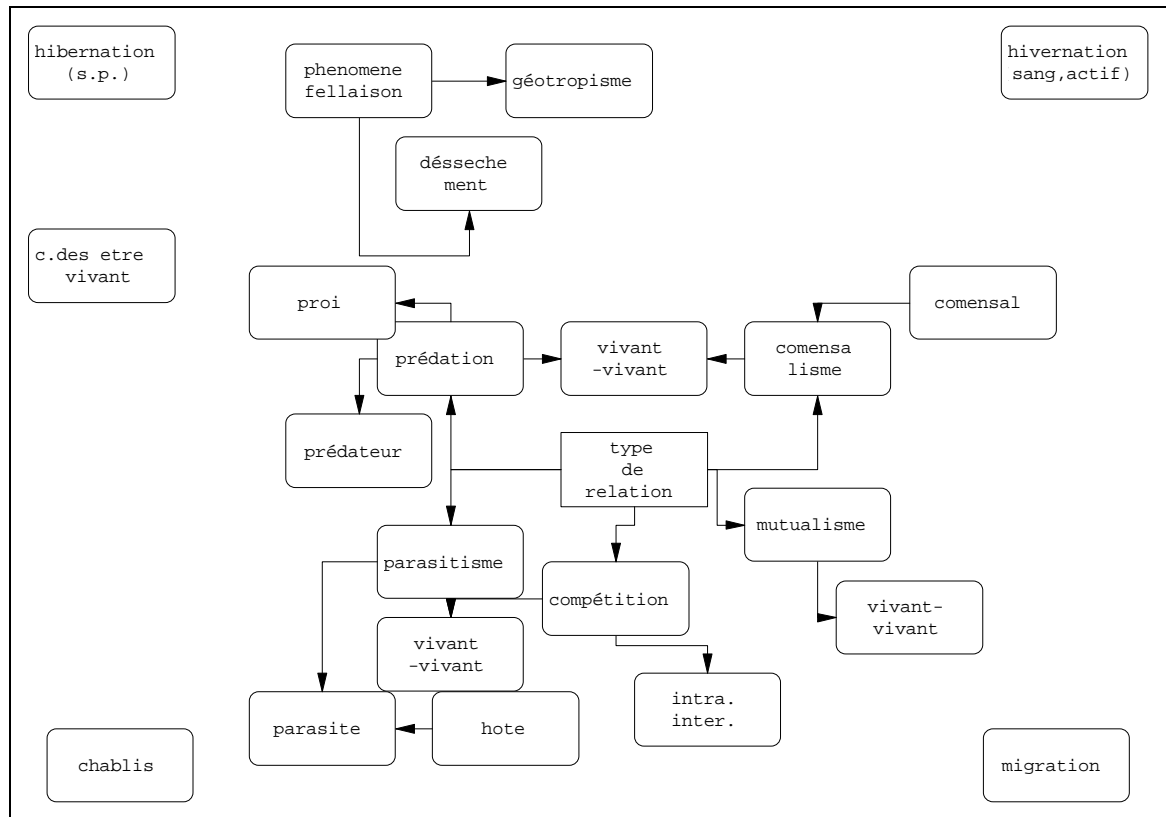 hibernation
(s.p.)
hivernation
sang,actif)
phenomene
fellaison
géotropisme
désseche
ment
c.des etre
vivant
proi
comensal
prédation
vivant
-vivant
comensa
lisme
prédateur
type
de
relation
mutualisme
parasitisme
compétition
vivant-
vivant
vivant
-vivant
intra.
inter.
parasite
hote
chablis
migration